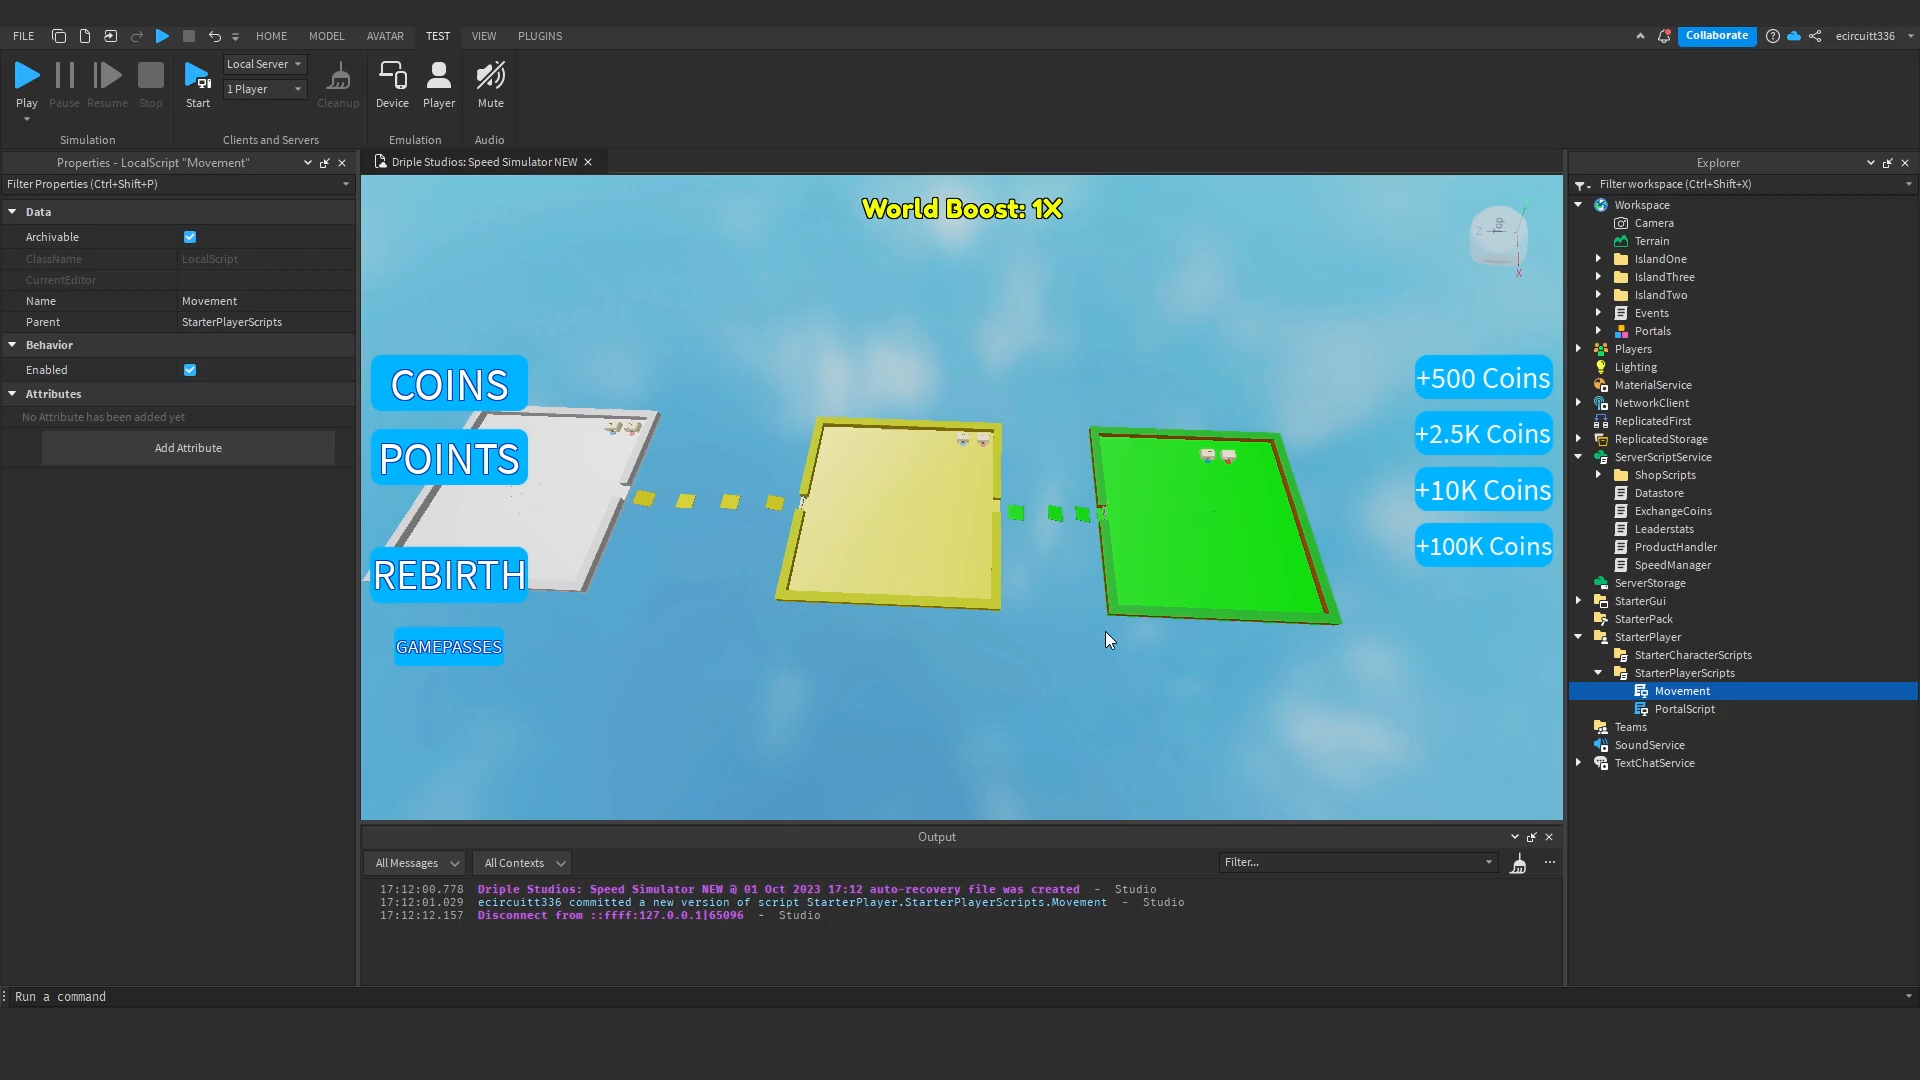 FILE HOME MODEL AVATAR TEST VIEW PLUGINS Collaborate ecircuitt336
Local Server
1 Player
Play Pause Resume Stop Start Cleanup Device Player Mute
Simulation Clients and Servers Emulation Audio
Properties - LocalScript "Movement"
Filter Properties (Ctrl+Shift+P)
Data
Archivable
ClassName LocalScript
CurrentEditor
Name Movement
Parent StarterPlayerScripts
Behavior
Enabled
Attributes
No Attribute has been added yet
Add Attribute
Driple Studios: Speed Simulator NEW
World Boost: 1X
Top
Z
X
COINS
POINTS
REBIRTH
GAMEPASSES
+500 Coins
+2.5K Coins
+10K Coins
+100K Coins
Output
All Messages All Contexts Filter...
17:12:00.778 Driple Studios: Speed Simulator NEW @ 01 Oct 2023 17:12 auto-recovery file was created - Studio
17:12:01.029 ecircuitt336 committed a new version of script StarterPlayer.StarterPlayerScripts.Movement - Studio
17:12:12.157 Disconnect from ::ffff:127.0.0.1|65096 - Studio
Run a command
Explorer
Filter workspace (Ctrl+Shift+X)
Workspace
Camera
Terrain
IslandOne
IslandThree
IslandTwo
Events
Portals
Players
Lighting
MaterialService
NetworkClient
ReplicatedFirst
ReplicatedStorage
ServerScriptService
ShopScripts
Datastore
ExchangeCoins
Leaderstats
ProductHandler
SpeedManager
ServerStorage
StarterGui
StarterPack
StarterPlayer
StarterCharacterScripts
StarterPlayerScripts
Movement
PortalScript
Teams
SoundService
TextChatService